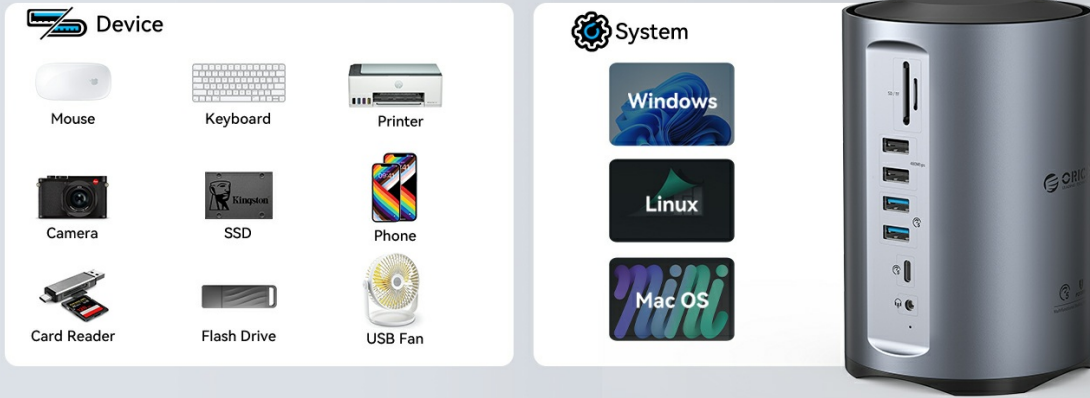 Device
Mouse
Keyboard
Printer
Camera
Kingston
SSD
Phone
Card Reader
Flash Drive
USB Fan
System
Windows
Linux
Mac OS
ORIC